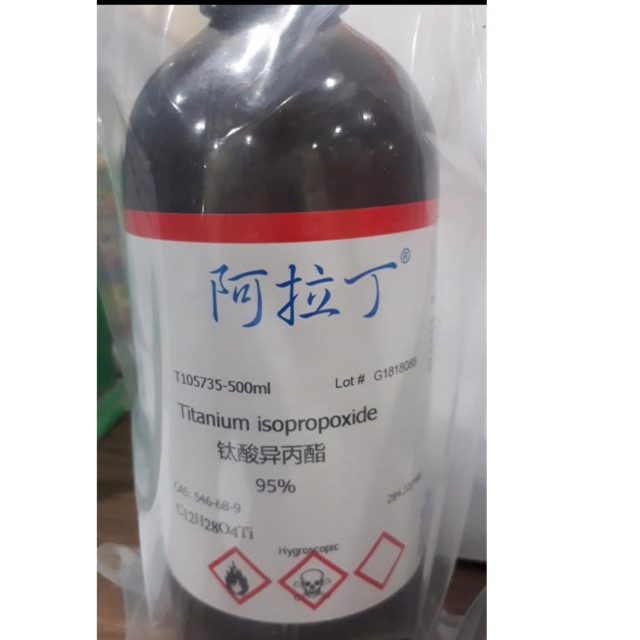 阿拉丁®
T105735-500ml Lot # G1818088
Titanium isopropoxide
钛酸异丙酯
95%
CAS: 546-68-9
C12H28O4Ti
Hygroscopic